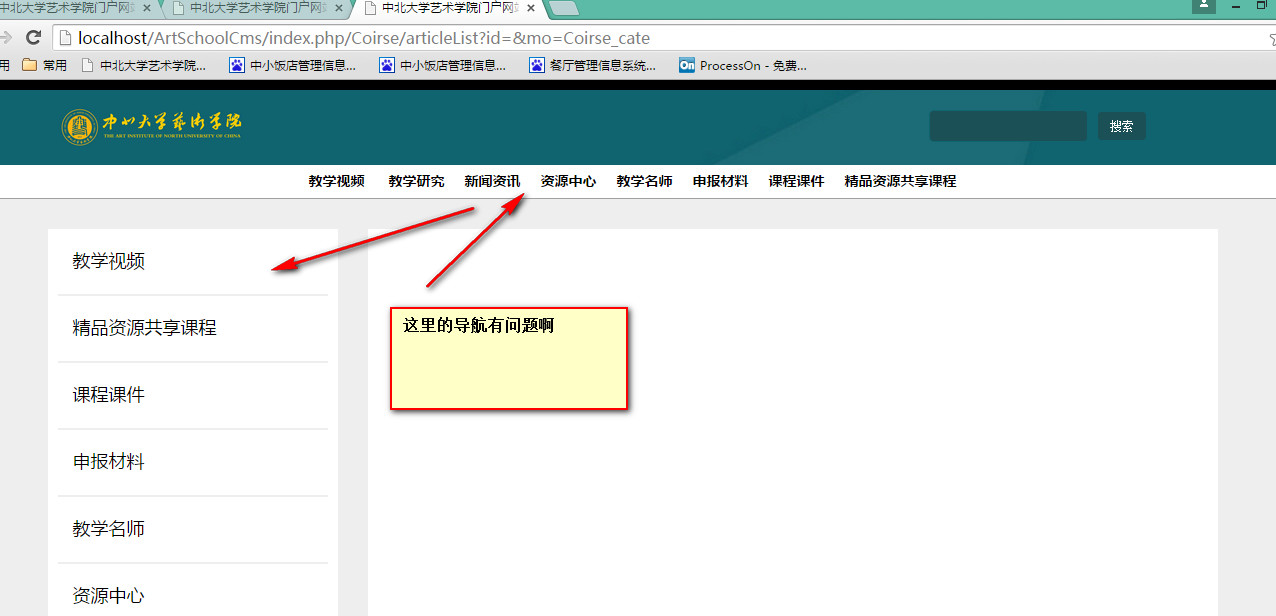 中北大学艺术学院门户网站
中北大学艺术学院门户网站
中北大学艺术学院门户网站
localhost/ArtSchoolCms/index.php/Coirse/articleList?id=&mo=Coirse_cate
用 常用 中北大学艺术学院... 中小饭店管理信息... 中小饭店管理信息... 餐厅管理信息系统... On ProcessOn - 免费...
中北大学艺术学院
THE ART INSTITUTE OF NORTH UNIVERSITY OF CHINA
搜索
教学视频 教学研究 新闻资讯 资源中心 教学名师 申报材料 课程课件 精品资源共享课程
教学视频
精品资源共享课程
课程课件
申报材料
教学名师
资源中心
这里的导航有问题啊